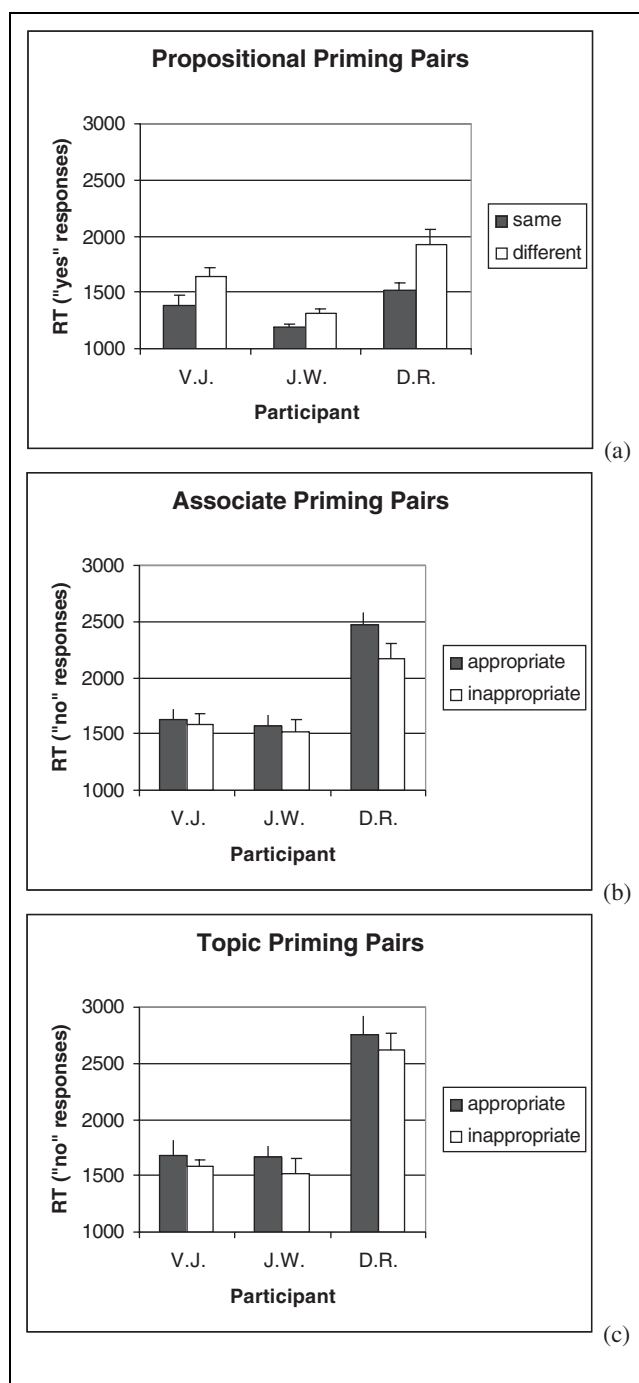 Propositional Priming Pairs
3000
2500
2000
1500
1000
RT ("yes" responses)
V.J.
J.W.
D.R.
Participant
same
different
(a)
Associate Priming Pairs
3000
2500
2000
1500
1000
RT ("no" responses)
V.J.
J.W.
D.R.
Participant
appropriate
inappropriate
(b)
Topic Priming Pairs
3000
2500
2000
1500
1000
RT ("no" responses)
V.J.
J.W.
D.R.
Participant
appropriate
inappropriate
(c)